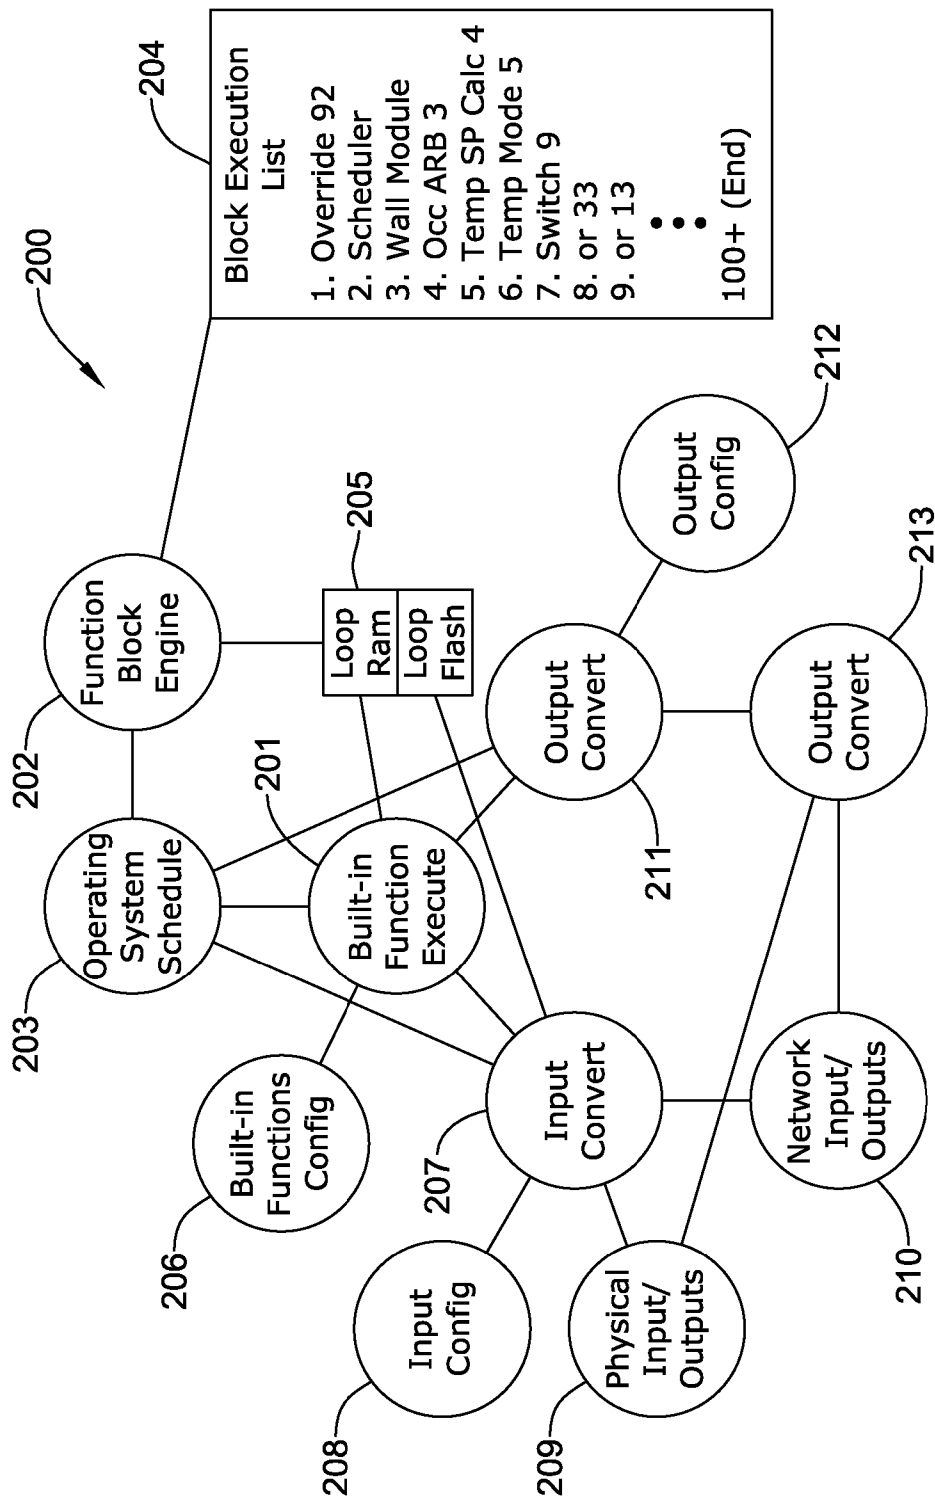 200
204
Block Execution
List
1. Override 92
2. Scheduler
3. Wall Module
4. Occ ARB 3
5. Temp SP Calc 4
6. Temp Mode 5
7. Switch 9
8. or 33
9. or 13
100+ (End)
203
Operating
System
Schedule
202
Function
Block
Engine
206
Built-in
Functions
Config
201
Built-in
Function
Execute
205
Loop
Ram
Loop
Flash
208
Input
Config
207
Input
Convert
211
Output
Convert
Output
Config
212
209
Physical
Input/
Outputs
210
Network
Input/
Outputs
Output
Convert
213